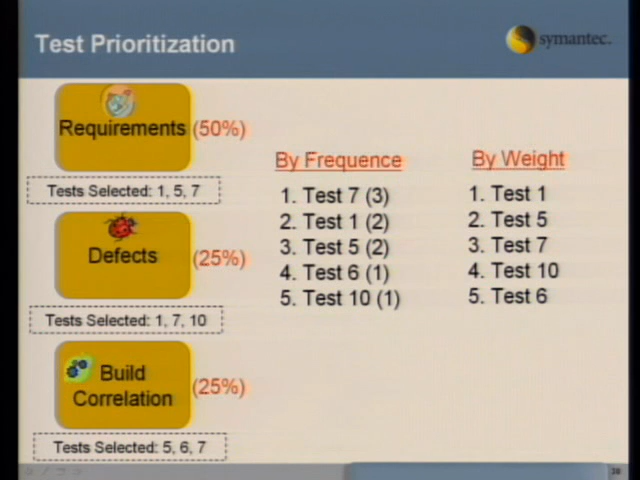 Test Prioritization
symantec.
Requirements (50%)
Tests Selected: 1, 5, 7
Defects (25%)
Tests Selected: 1, 7, 10
Build
Correlation (25%)
Tests Selected: 5, 6, 7
By Frequence
1. Test 7 (3)
2. Test 1 (2)
3. Test 5 (2)
4. Test 6 (1)
5. Test 10 (1)
By Weight
1. Test 1
2. Test 5
3. Test 7
4. Test 10
5. Test 6